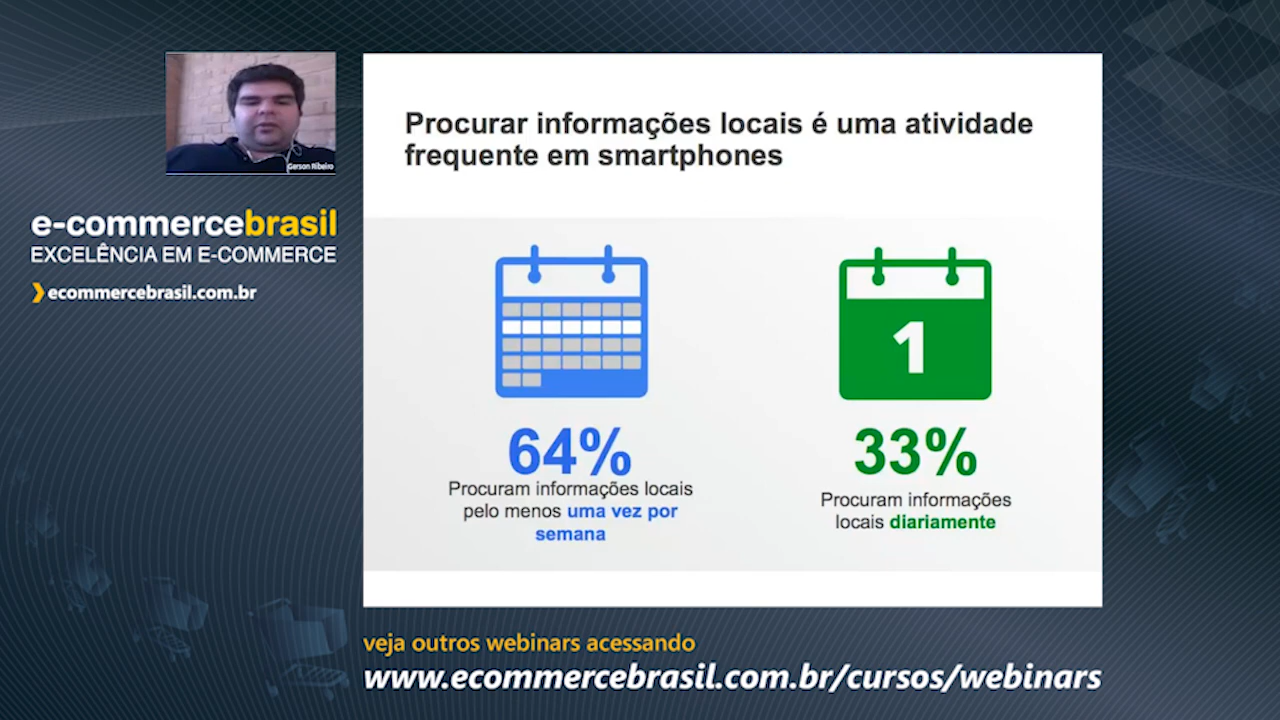 Gerson Ribeiro
e-commercebrasil
EXCELÊNCIA EM E-COMMERCE
ecommercebrasil.com.br
Procurar informações locais é uma atividade
frequente em smartphones
64%
Procuram informações locais
pelo menos uma vez por
semana
1
33%
Procuram informações
locais diariamente
veja outros webinars acessando
www.ecommercebrasil.com.br/cursos/webinars